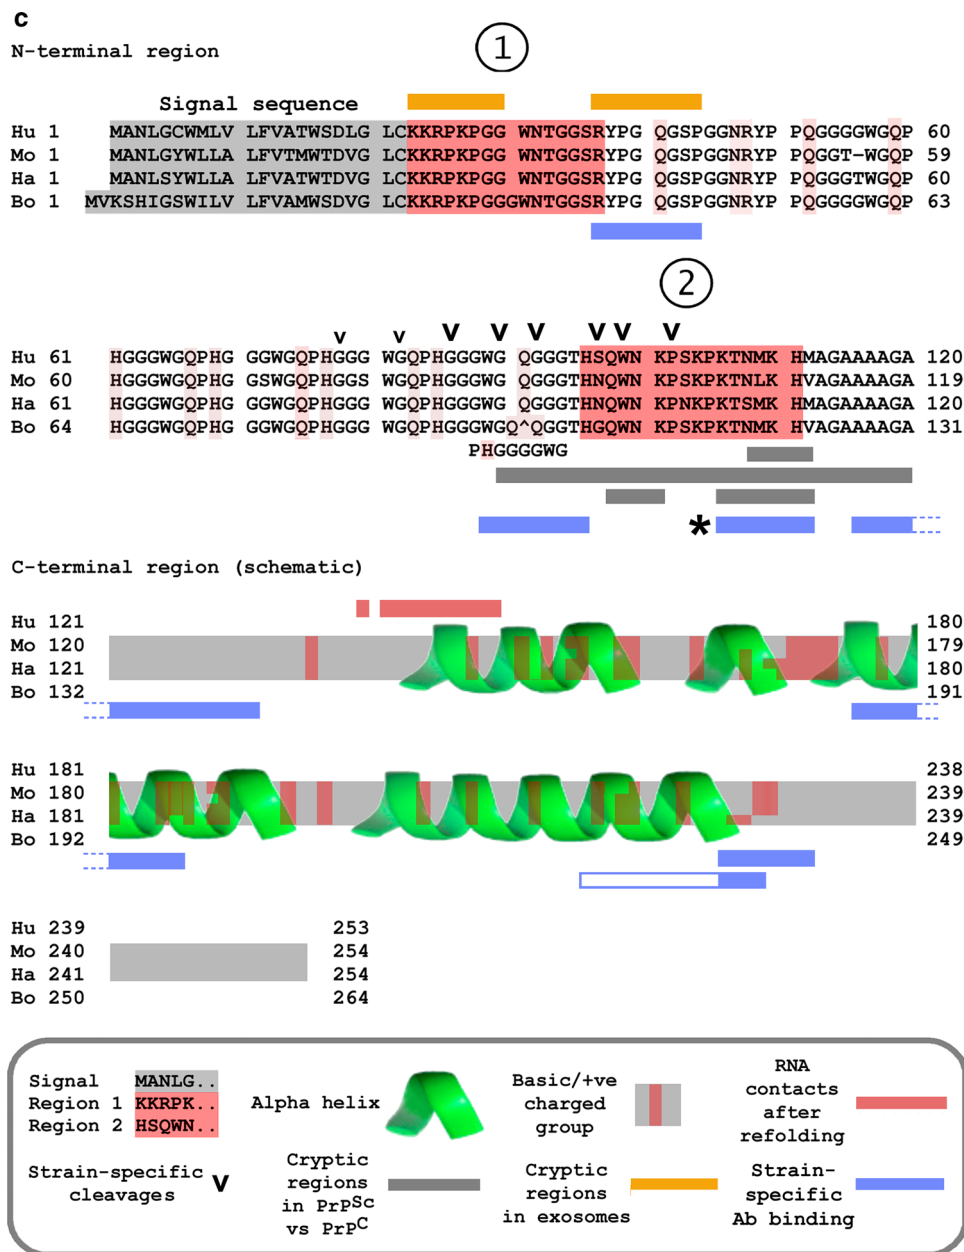 c
N-terminal region
1
Signal sequence
Hu 1 MANLGCWMLV LFVATWSDLG LCKKRPKPGG WNTGGSRYPG QGSPGGNRYP PQGGGGWGQP 60
Mo 1 MANLGYWLLA LFVTMWTDVG LCKKRPKPGG WNTGGSRYPG QGSPGGNRYP PQGGT-WGQP 59
Ha 1 MANLSYWLLA LFVAMWTDVG LCKKRPKPGG WNTGGSRYPG QGSPGGNRYP PQGGGTWGQP 60
Bo 1 MVKSHIGSWILV LFVAMWSDVG LCKKRPKPGGGWNTGGSRYPG QGSPGGNRYP PQGGGGWGQP 63
2
v v v v v v v v
Hu 61 HGGGWGQPHG GGWGQPHGGG WGQPHGGGWG QGGGTHSQWN KPSKPKTNMK HMAGAAAAGA 120
Mo 60 HGGGWGQPHG GSWGQPHGGS WGQPHGGGWG QGGGTHNQWN KPSKPKTNLK HVAGAAAAGA 119
Ha 61 HGGGWGQPHG GGWGQPHGGG WGQPHGGGWG QGGGTHNQWN KPNKPKTSMK HMAGAAAAGA 120
Bo 64 HGGGWGQPHG GGWGQPHGGG WGQPHGGGWGQ^QGGGTHGQWN KPSKPKTNMK HVAGAAAAGA 131
PHGGGGWG
*
C-terminal region (schematic)
Hu 121 180
Mo 120 179
Ha 121 180
Bo 132 191
Hu 181 238
Mo 180 239
Ha 181 239
Bo 192 249
Hu 239 253
Mo 240 254
Ha 241 254
Bo 250 264
Signal MANLG..
Region 1 KKRPK..
Region 2 HSQWN..
Alpha helix
Basic/+ve
charged
group
RNA
contacts
after
refolding
Strain-specific
cleavages v
Cryptic
regions
in PrPSc
vs PrPC
Cryptic
regions
in exosomes
Strain-
specific
Ab binding